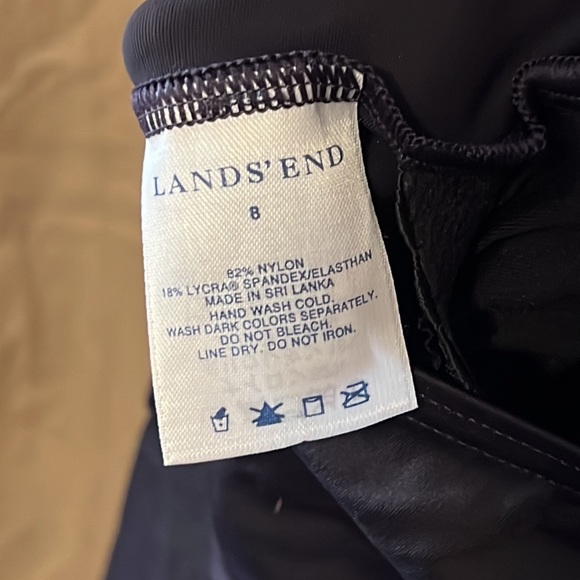 LANDS' END
8
82% NYLON
18% LYCRA® SPANDEX/ELASTHAN
MADE IN SRI LANKA
HAND WASH COLD.
WASH DARK COLORS SEPARATELY.
DO NOT BLEACH.
LINE DRY. DO NOT IRON.